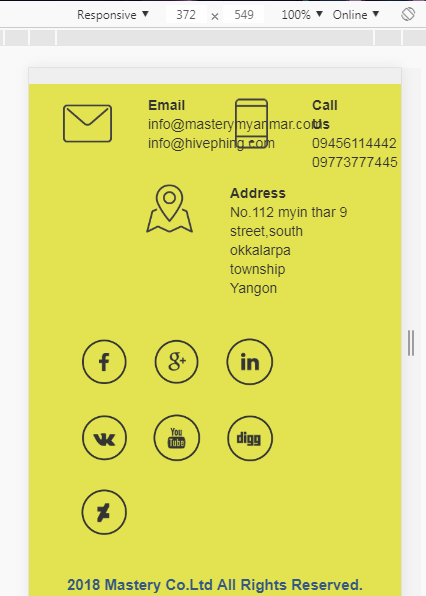 Responsive ▼ 372 × 549 100% ▼ Online ▼
Email
info@masterymyanmar.com
info@hivephing.com
Call
Us
09456114442
09773777445
Address
No.112 myin thar 9
street,south
okkalarpa
township
Yangon
f g+ in
You
Tube digg
2018 Mastery Co.Ltd All Rights Reserved.